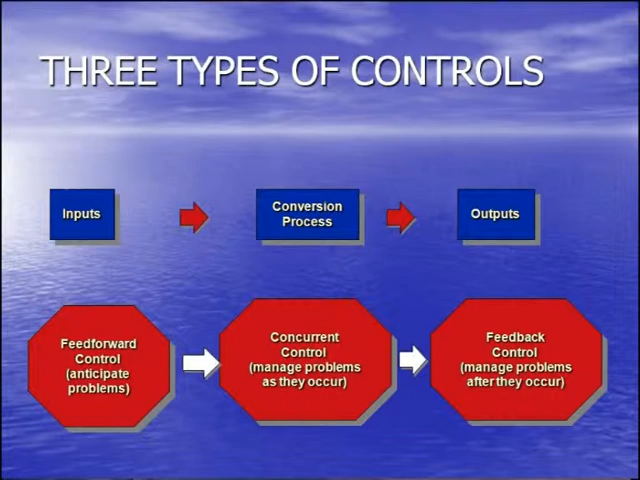 THREE TYPES OF CONTROLS
Inputs
Conversion
Process
Outputs
Feedforward
Control
(anticipate
problems)
Concurrent
Control
(manage problems
as they occur)
Feedback
Control
(manage problems
after they occur)